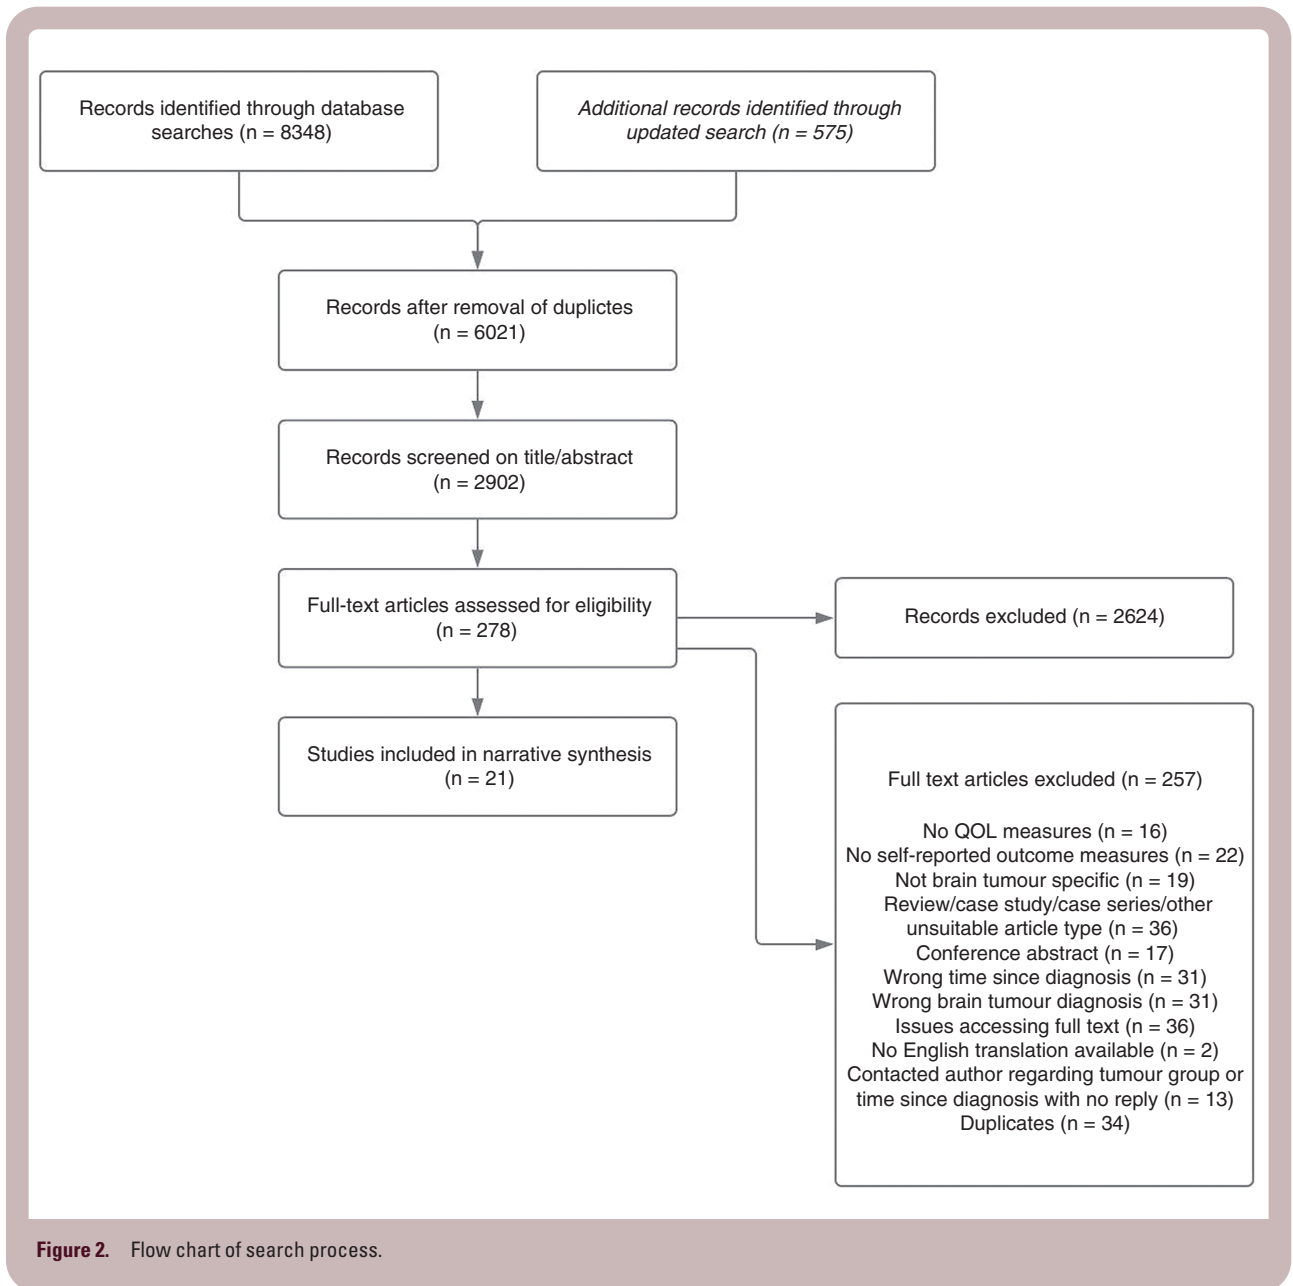 Records identified through database
searches (n = 8348)
Additional records identified through
updated search (n = 575)
Records after removal of duplictes
(n = 6021)
Records screened on title/abstract
(n = 2902)
Full-text articles assessed for eligibility
(n = 278)
Records excluded (n = 2624)
Studies included in narrative synthesis
(n = 21)
Full text articles excluded (n = 257)
No QOL measures (n = 16)
No self-reported outcome measures (n = 22)
Not brain tumour specific (n = 19)
Review/case study/case series/other
unsuitable article type (n = 36)
Conference abstract (n = 17)
Wrong time since diagnosis (n = 31)
Wrong brain tumour diagnosis (n = 31)
Issues accessing full text (n = 36)
No English translation available (n = 2)
Contacted author regarding tumour group or
time since diagnosis with no reply (n = 13)
Duplicates (n = 34)
Figure 2. Flow chart of search process.